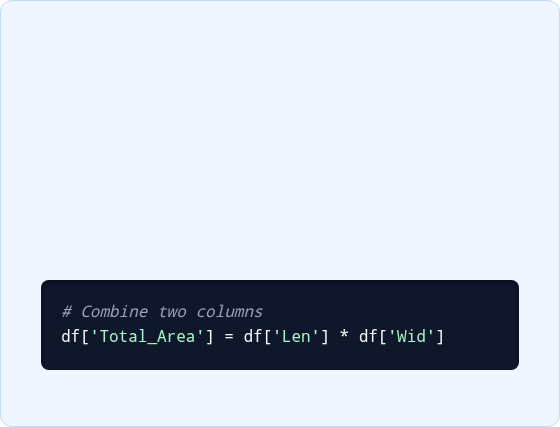 # Combine two columns
df['Total_Area'] = df['Len'] * df['Wid']